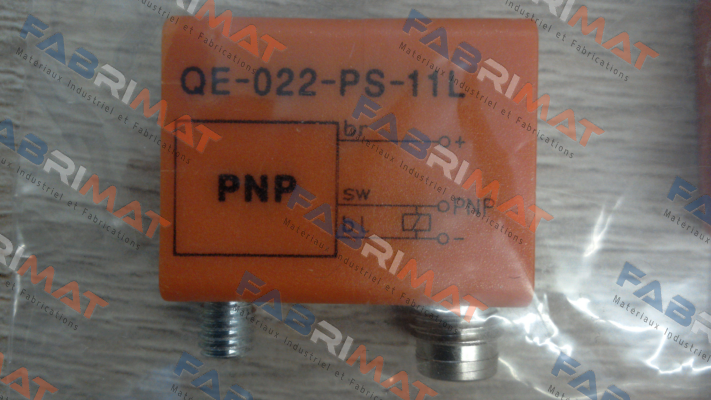 QE-022-PS-11L
br
+
PNP
sw
PNP
bl
-
FABRIMAT
Materiaux Industriel et Fabrications